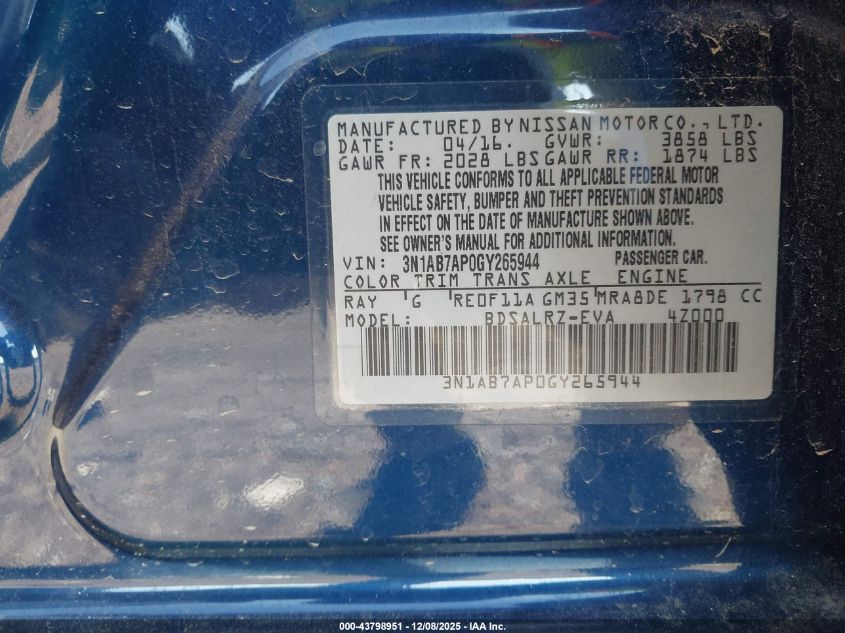 MANUFACTURED BY NISSAN MOTOR CO., LTD.
DATE: 04/16. GVWR: 3858 LBS
GAWR FR: 2028 LBS GAWR RR: 1874 LBS
THIS VEHICLE CONFORMS TO ALL APPLICABLE FEDERAL MOTOR
VEHICLE SAFETY, BUMPER AND THEFT PREVENTION STANDARDS
IN EFFECT ON THE DATE OF MANUFACTURE SHOWN ABOVE.
SEE OWNER'S MANUAL FOR ADDITIONAL INFORMATION.
VIN: 3N1AB7AP0GY265944 PASSENGER CAR.
COLOR TRIM TRANS AXLE ENGINE
RAY G RE0F11A GM35 MRA8DE 1798 CC
MODEL: BDSALRZ-EVA 4Z000
3N1AB7AP0GY265944
000-43798951 - 12/08/2025 - IAA Inc.